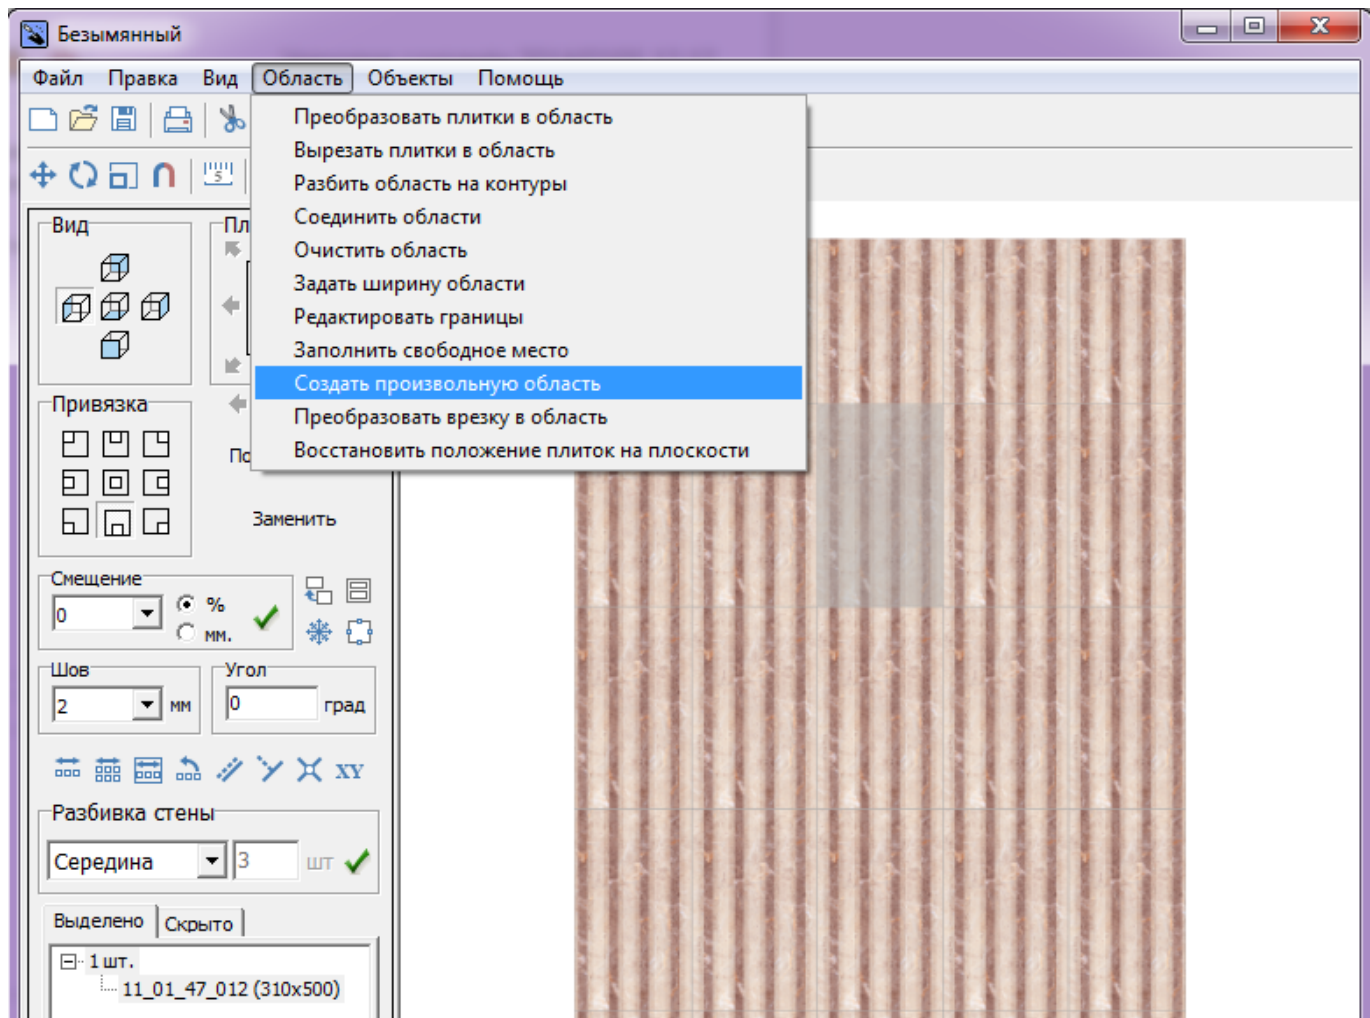 Безымянный
Файл Правка Вид Область Объекты Помощь
Преобразовать плитки в область
Вырезать плитки в область
Разбить область на контуры
Соединить области
Очистить область
Задать ширину области
Редактировать границы
Заполнить свободное место
Создать произвольную область
Преобразовать врезку в область
Восстановить положение плиток на плоскости
5
Вид
Пл
Привязка
По
Заменить
Смещение
0 %
мм.
Шов Угол
2 мм 0 град
XY
Разбивка стены
Середина 3 шт
Выделено Скрыто
1 шт.
11_01_47_012 (310x500)